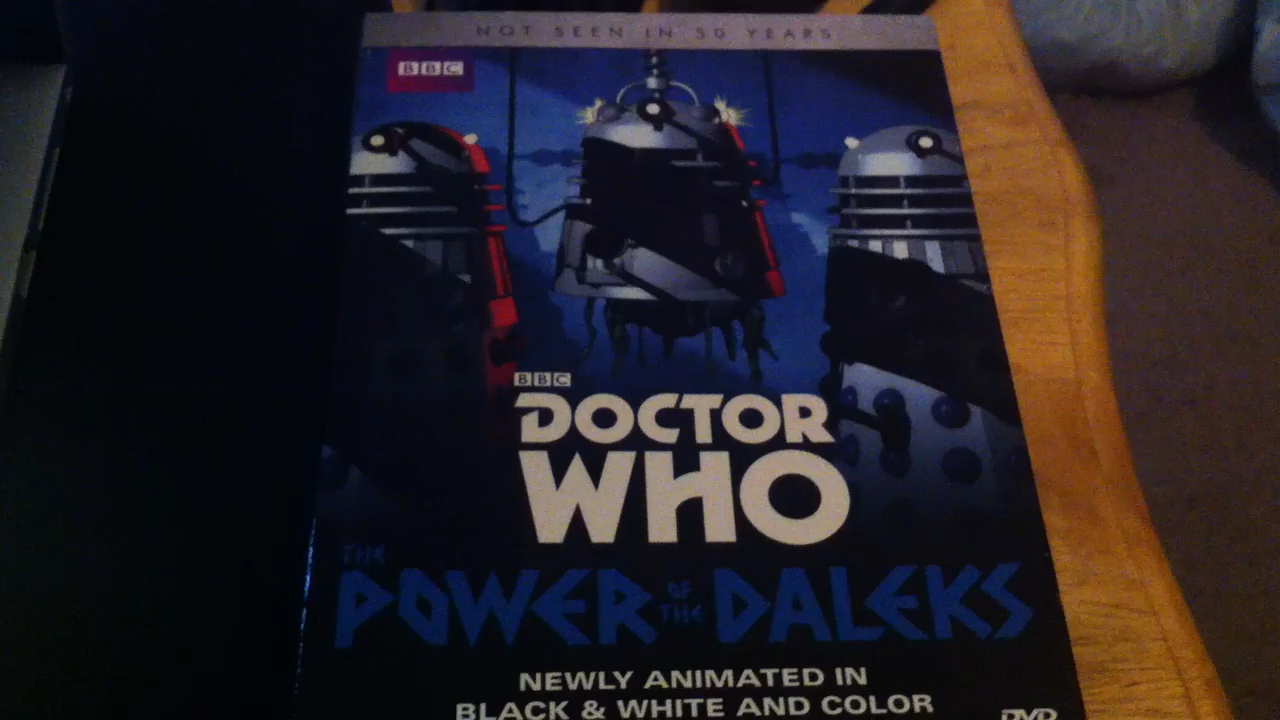 NOT SEEN IN 50 YEARS
BBC
BBC
DOCTOR
WHO
THE
POWER OF THE DALEKS
NEWLY ANIMATED IN
BLACK & WHITE AND COLOR
DVD